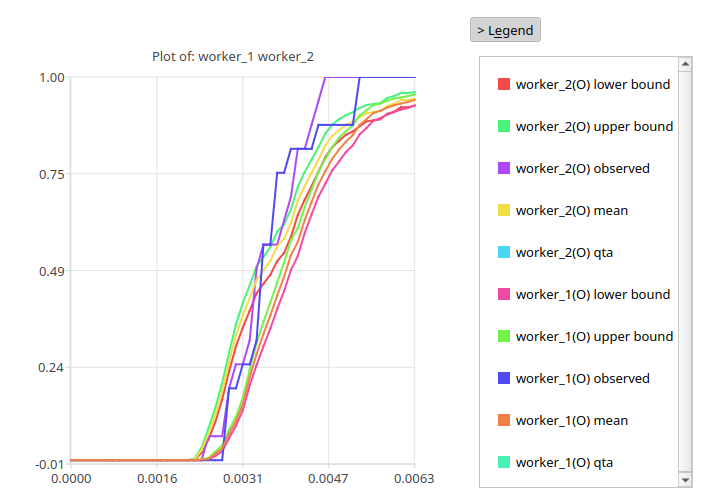 > Legend
Plot of: worker_1 worker_2
1.00
0.75
0.49
0.24
-0.01
0.0000
0.0016
0.0031
0.0047
0.0063
worker_2(O) lower bound
worker_2(O) upper bound
worker_2(O) observed
worker_2(O) mean
worker_2(O) qta
worker_1(O) lower bound
worker_1(O) upper bound
worker_1(O) observed
worker_1(O) mean
worker_1(O) qta